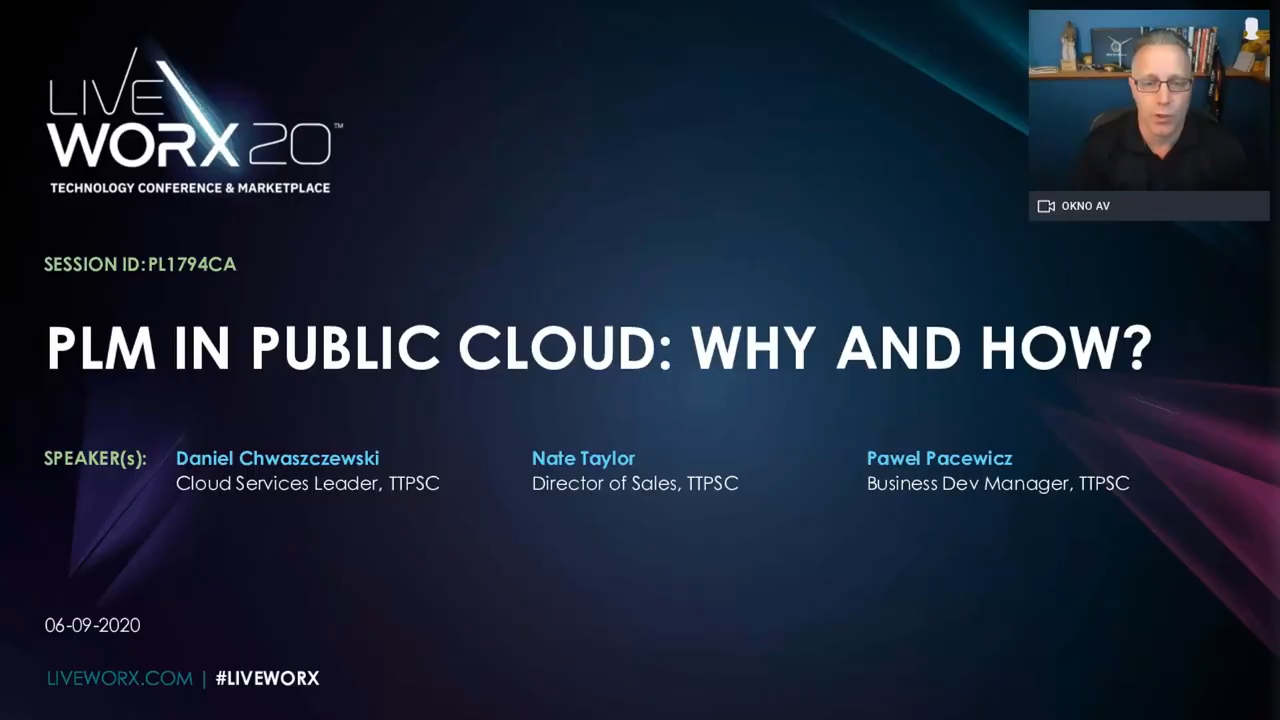 LIVE
WORX 20™
TECHNOLOGY CONFERENCE & MARKETPLACE
OKNO AV
SESSION ID: PL1794CA
PLM IN PUBLIC CLOUD: WHY AND HOW?
SPEAKER(s): Daniel Chwaszczewski Nate Taylor Pawel Pacewicz
Cloud Services Leader, TTPSC Director of Sales, TTPSC Business Dev Manager, TTPSC
06-09-2020
LIVEWORX.COM | #LIVEWORX